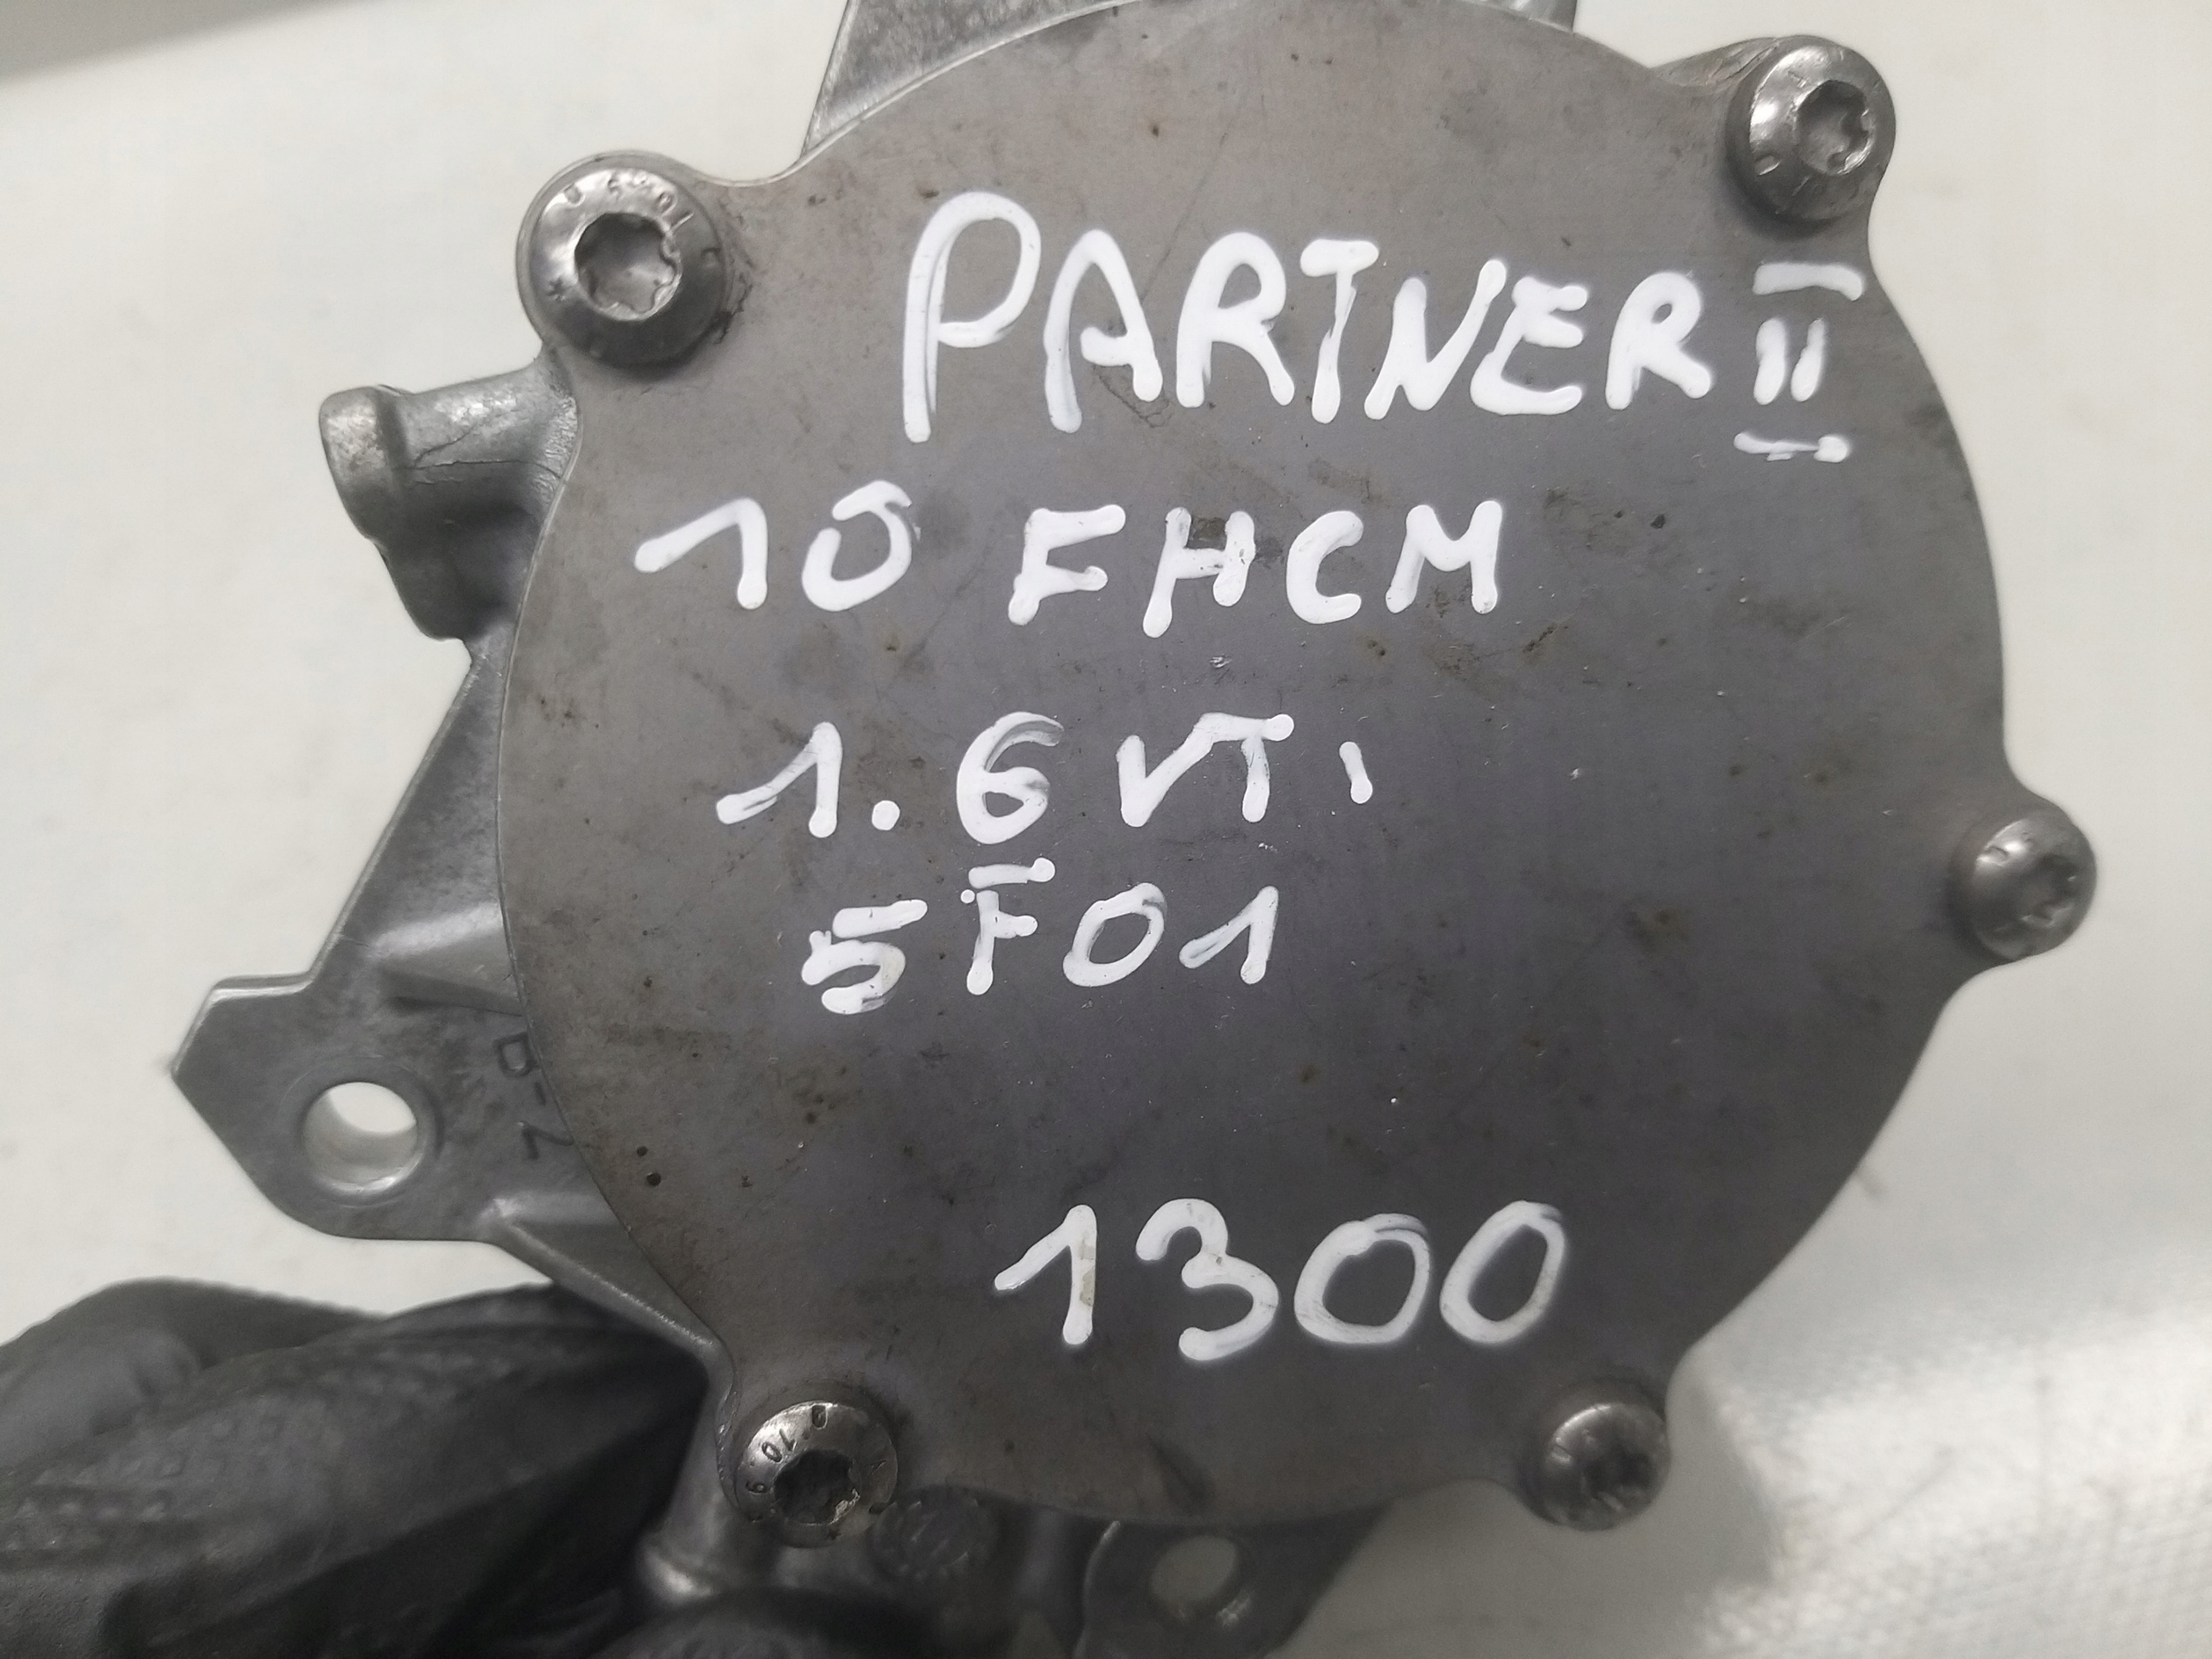 PARTNER II
10 FHCM
1.6 VTi
5F01
1300